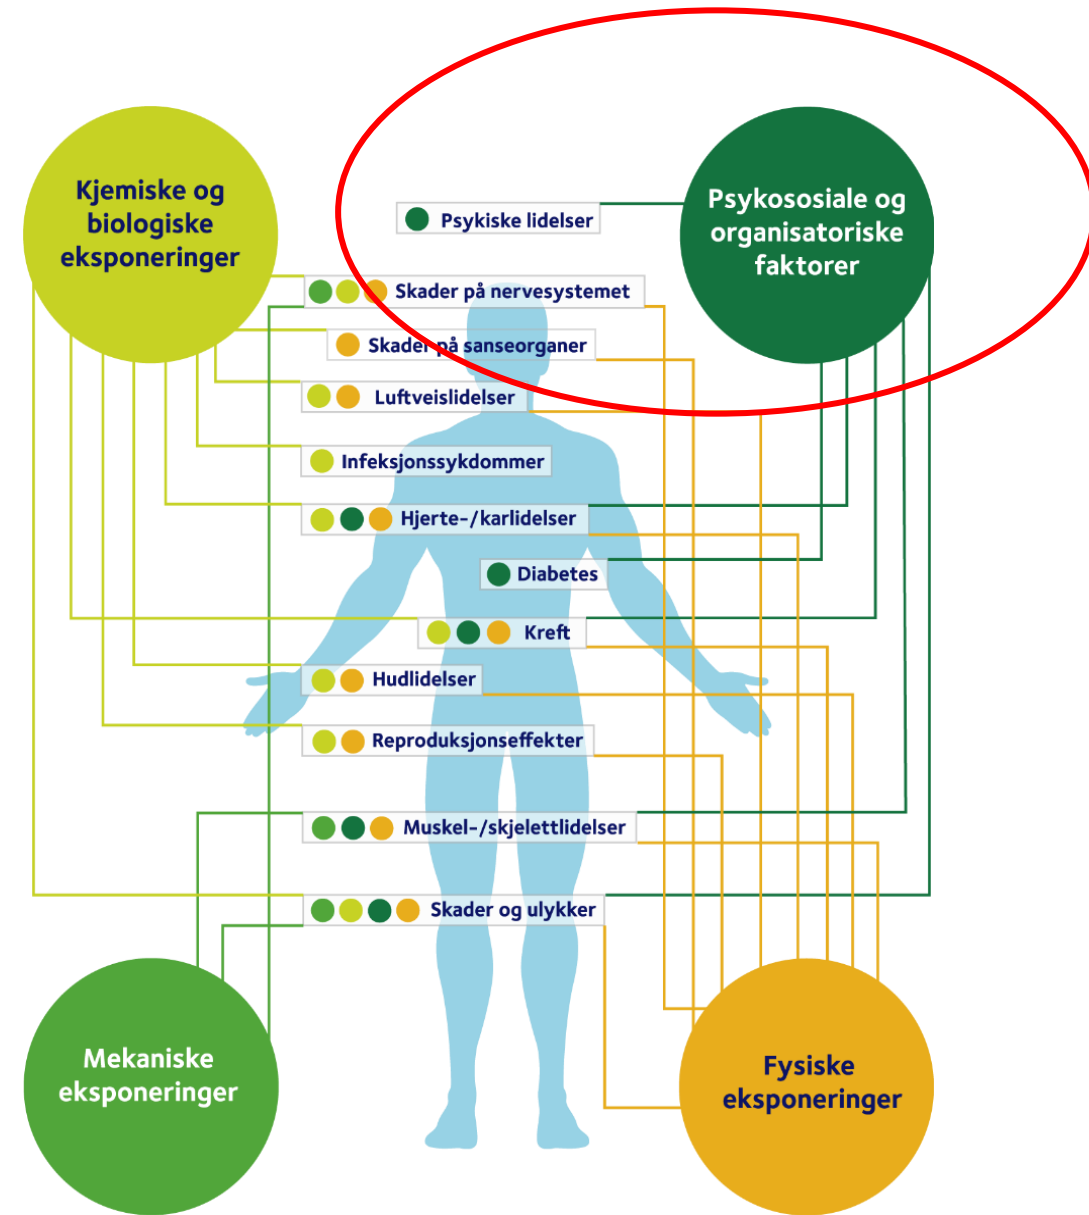 Kjemiske og
biologiske
eksponeringer
Psykososiale og
organisatoriske
faktorer
Psykiske lidelser
Skader på nervesystemet
Skader på sanseorganer
Luftveislidelser
Infeksjonssykdommer
Hjerte-/karlidelser
Diabetes
Kreft
Hudlidelser
Reproduksjonseffekter
Muskel-/skjelettlidelser
Skader og ulykker
Mekaniske
eksponeringer
Fysiske
eksponeringer